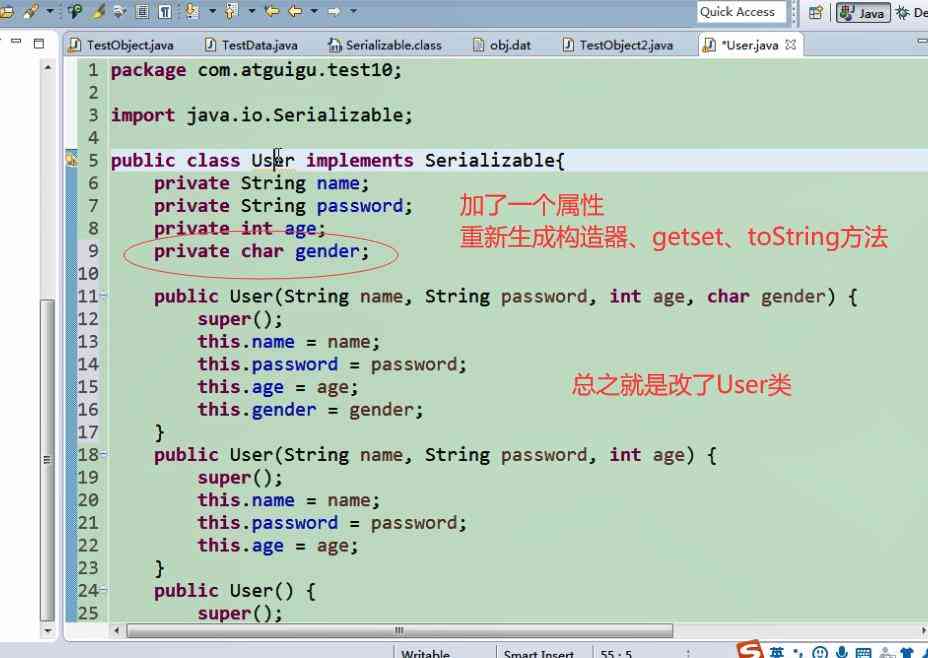 Quick Access
Java
De
TestObject.java
TestData.java
Serializable.class
obj.dat
TestObject2.java
*User.java
1 package com.atguigu.test10;
2
3 import java.io.Serializable;
4
5 public class User implements Serializable{
6 private String name;
7 private String password;
8 private int age;
9 private char gender;
加了一个属性
重新生成构造器、getset、toString方法
10
11 public User(String name, String password, int age, char gender) {
12 super();
13 this.name = name;
14 this.password = password;
15 this.age = age;
16 this.gender = gender;
总之就是改了User类
17 }
18 public User(String name, String password, int age) {
19 super();
20 this.name = name;
21 this.password = password;
22 this.age = age;
23 }
24 public User() {
25 super();
Writable
Smart Insert
55 : 5
英